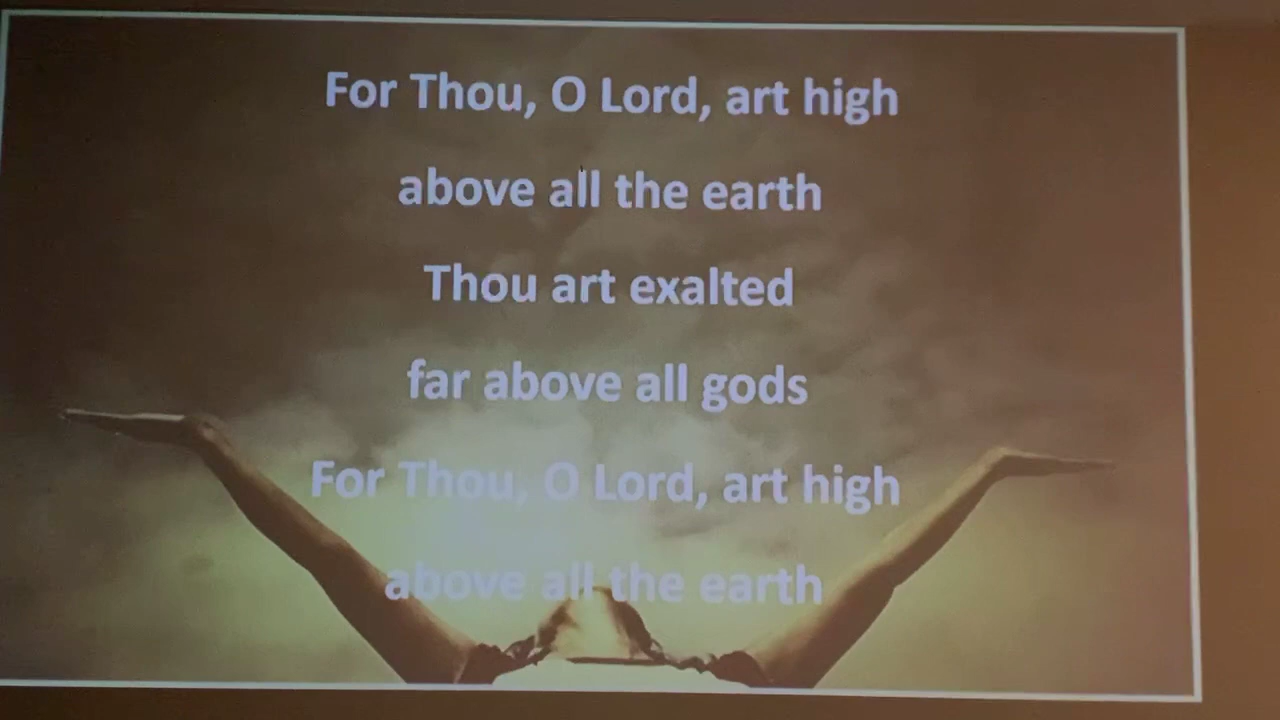 For Thou, O Lord, art high
above all the earth
Thou art exalted
far above all gods
For Thou, O Lord, art high
above all the earth